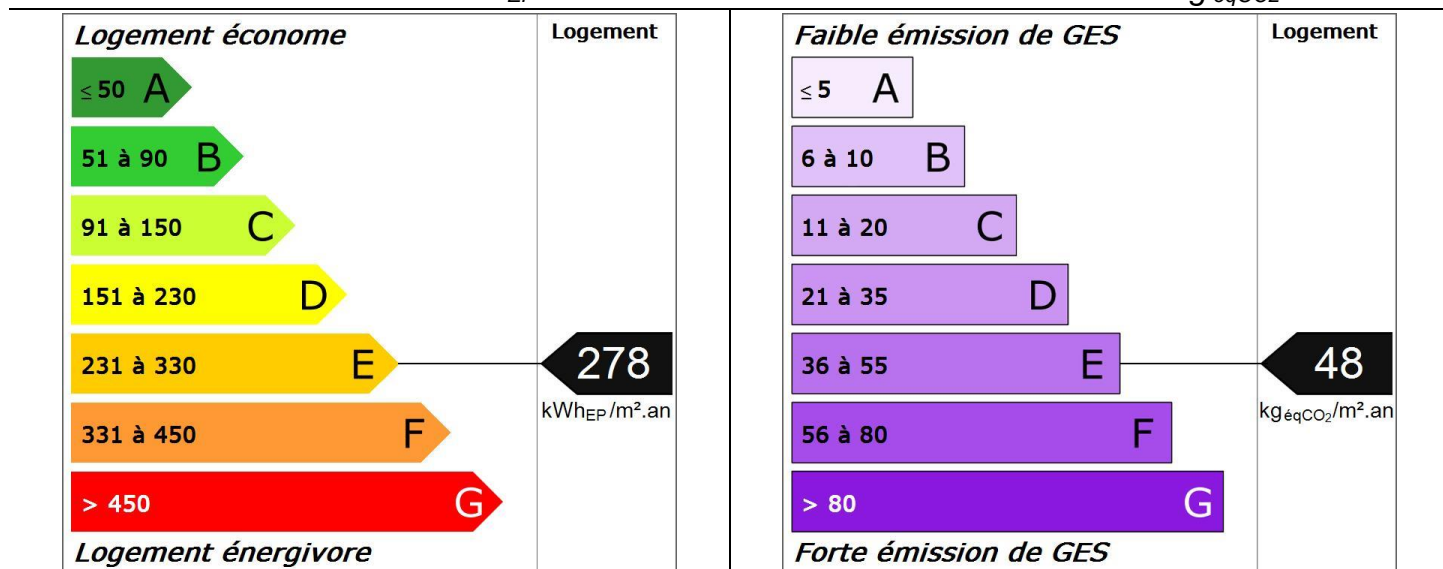 Logement économe
Logement
≤ 50 A
51 à 90 B
91 à 150 C
151 à 230 D
231 à 330 E
278
kWhEP/m².an
331 à 450 F
> 450 G
Logement énergivore
Faible émission de GES
Logement
≤ 5 A
6 à 10 B
11 à 20 C
21 à 35 D
36 à 55 E
48
kgéqCO2/m².an
56 à 80 F
> 80 G
Forte émission de GES